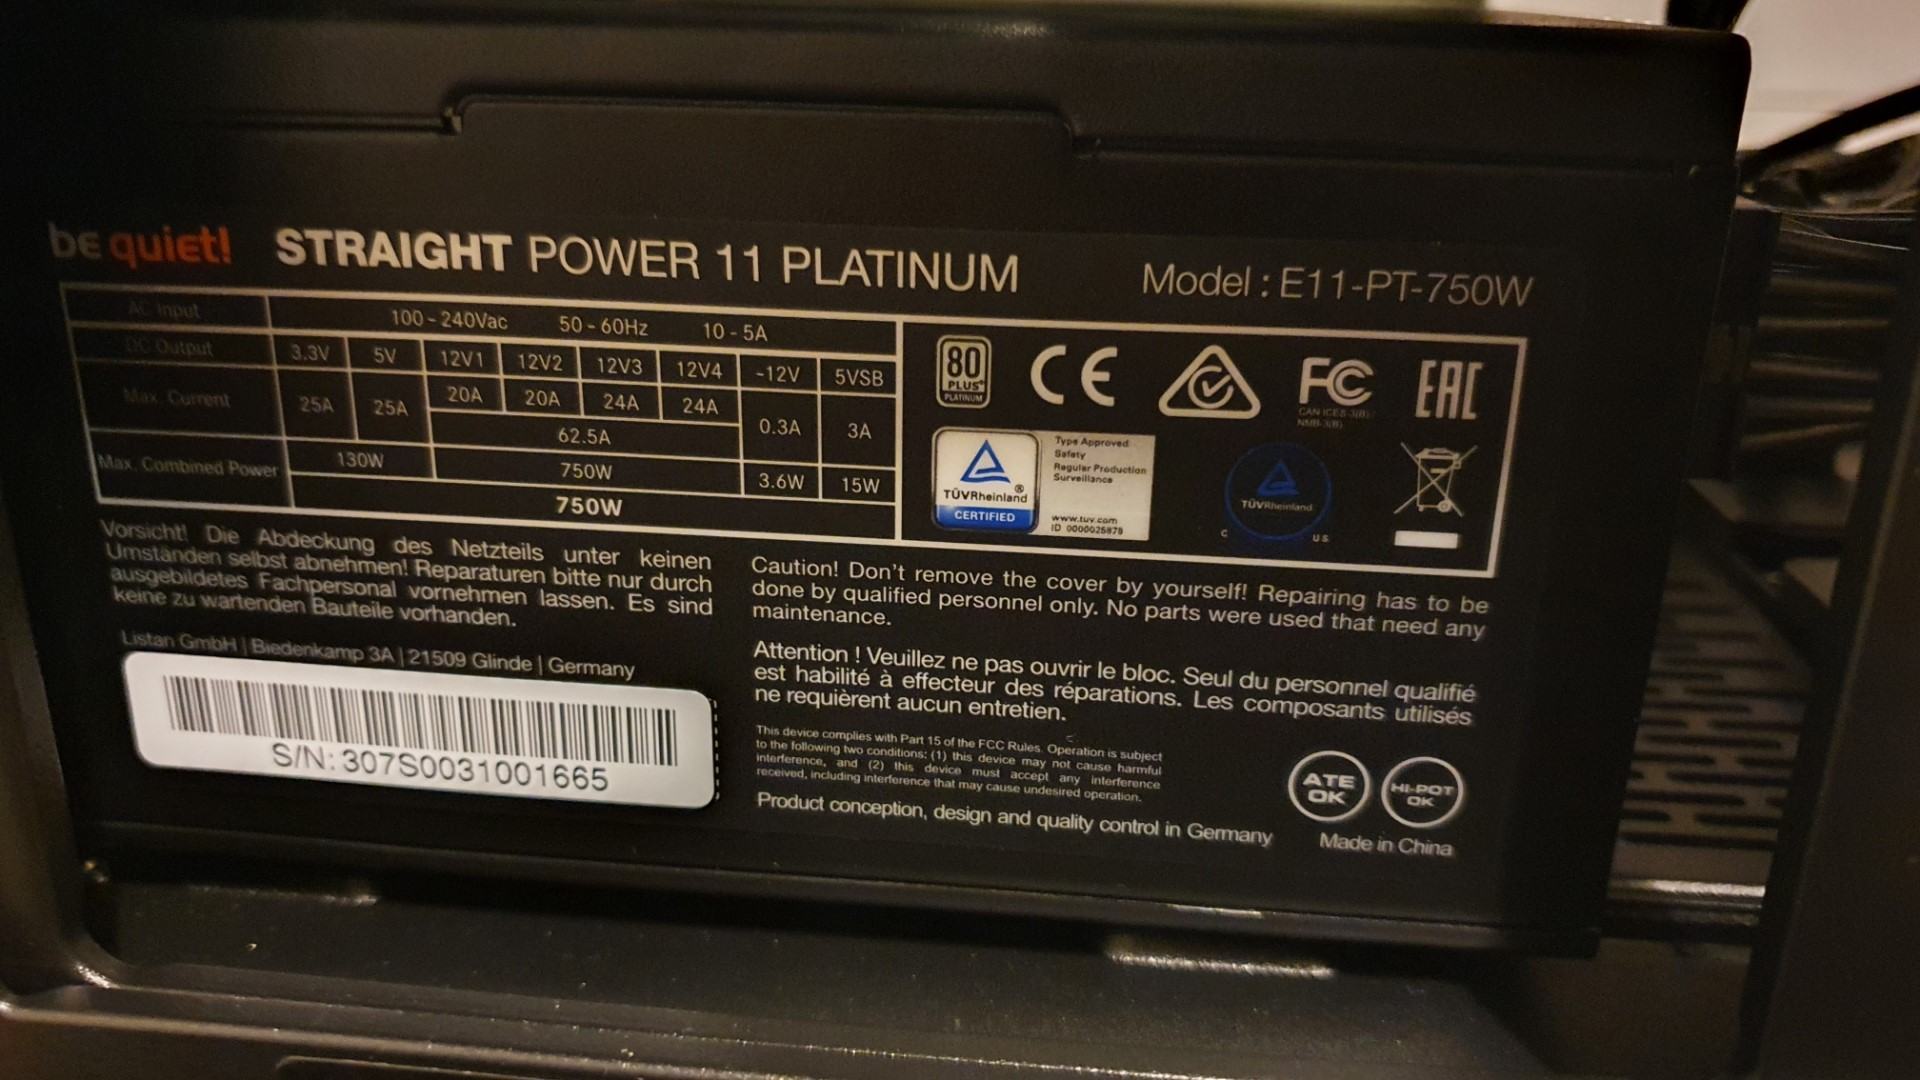 be quiet! STRAIGHT POWER 11 PLATINUM Model : E11-PT-750W
AC Input 100 - 240Vac 50 - 60Hz 10 - 5A
DC Output 3.3V 5V 12V1 12V2 12V3 12V4 -12V 5VSB
Max. Current 25A 25A 20A 20A 24A 24A 0.3A 3A
62.5A
Max. Combined Power 130W 750W 3.6W 15W
750W
80
PLUS
PLATINUM
CE
FC
CAN ICES-3(B)/
NMB-3(B)
EAC
TÜVRheinland®
CERTIFIED
Type Approved
Safety
Regular Production
Surveillance
www.tuv.com
ID 0000025879
TÜVRheinland
C US
Vorsicht! Die Abdeckung des Netzteils unter keinen
Umständen selbst abnehmen! Reparaturen bitte nur durch
ausgebildetes Fachpersonal vornehmen lassen. Es sind
keine zu wartenden Bauteile vorhanden.
Listan GmbH | Biedenkamp 3A | 21509 Glinde | Germany
S/N: 307S0031001665
Caution! Don't remove the cover by yourself! Repairing has to be
done by qualified personnel only. No parts were used that need any
maintenance.
Attention ! Veuillez ne pas ouvrir le bloc. Seul du personnel qualifié
est habilité à effecteur des réparations. Les composants utilisés
ne requièrent aucun entretien.
This device complies with Part 15 of the FCC Rules. Operation is subject
to the following two conditions: (1) this device may not cause harmful
interference, and (2) this device must accept any interference
received, including interference that may cause undesired operation.
Product conception, design and quality control in Germany
ATE
OK
HI-POT
OK
Made in China